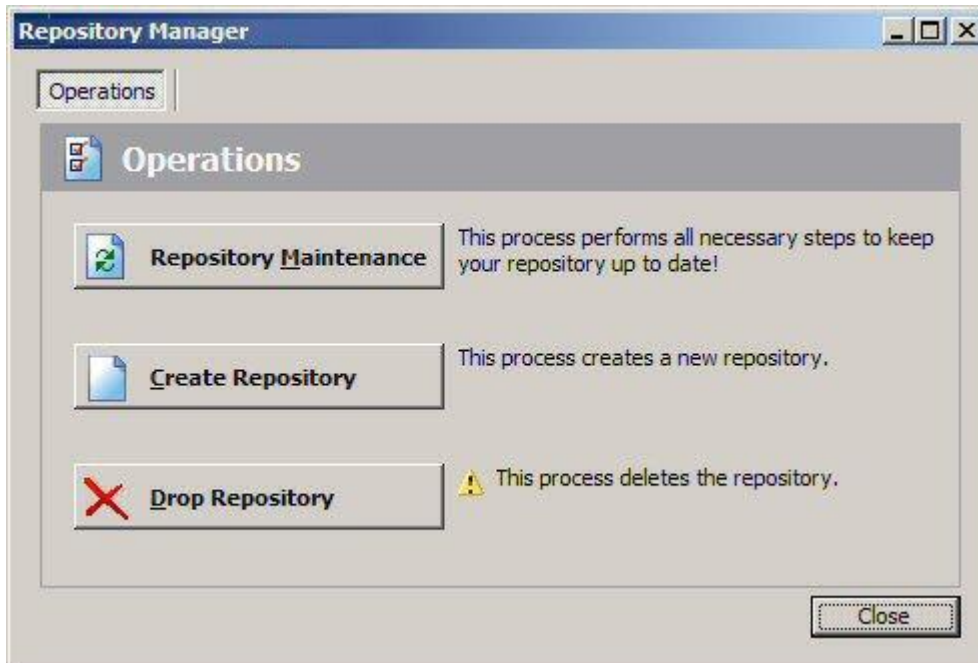 Repository Manager
Operations
Operations
Repository Maintenance
This process performs all necessary steps to keep
your repository up to date!
Create Repository
This process creates a new repository.
Drop Repository
This process deletes the repository.
Close